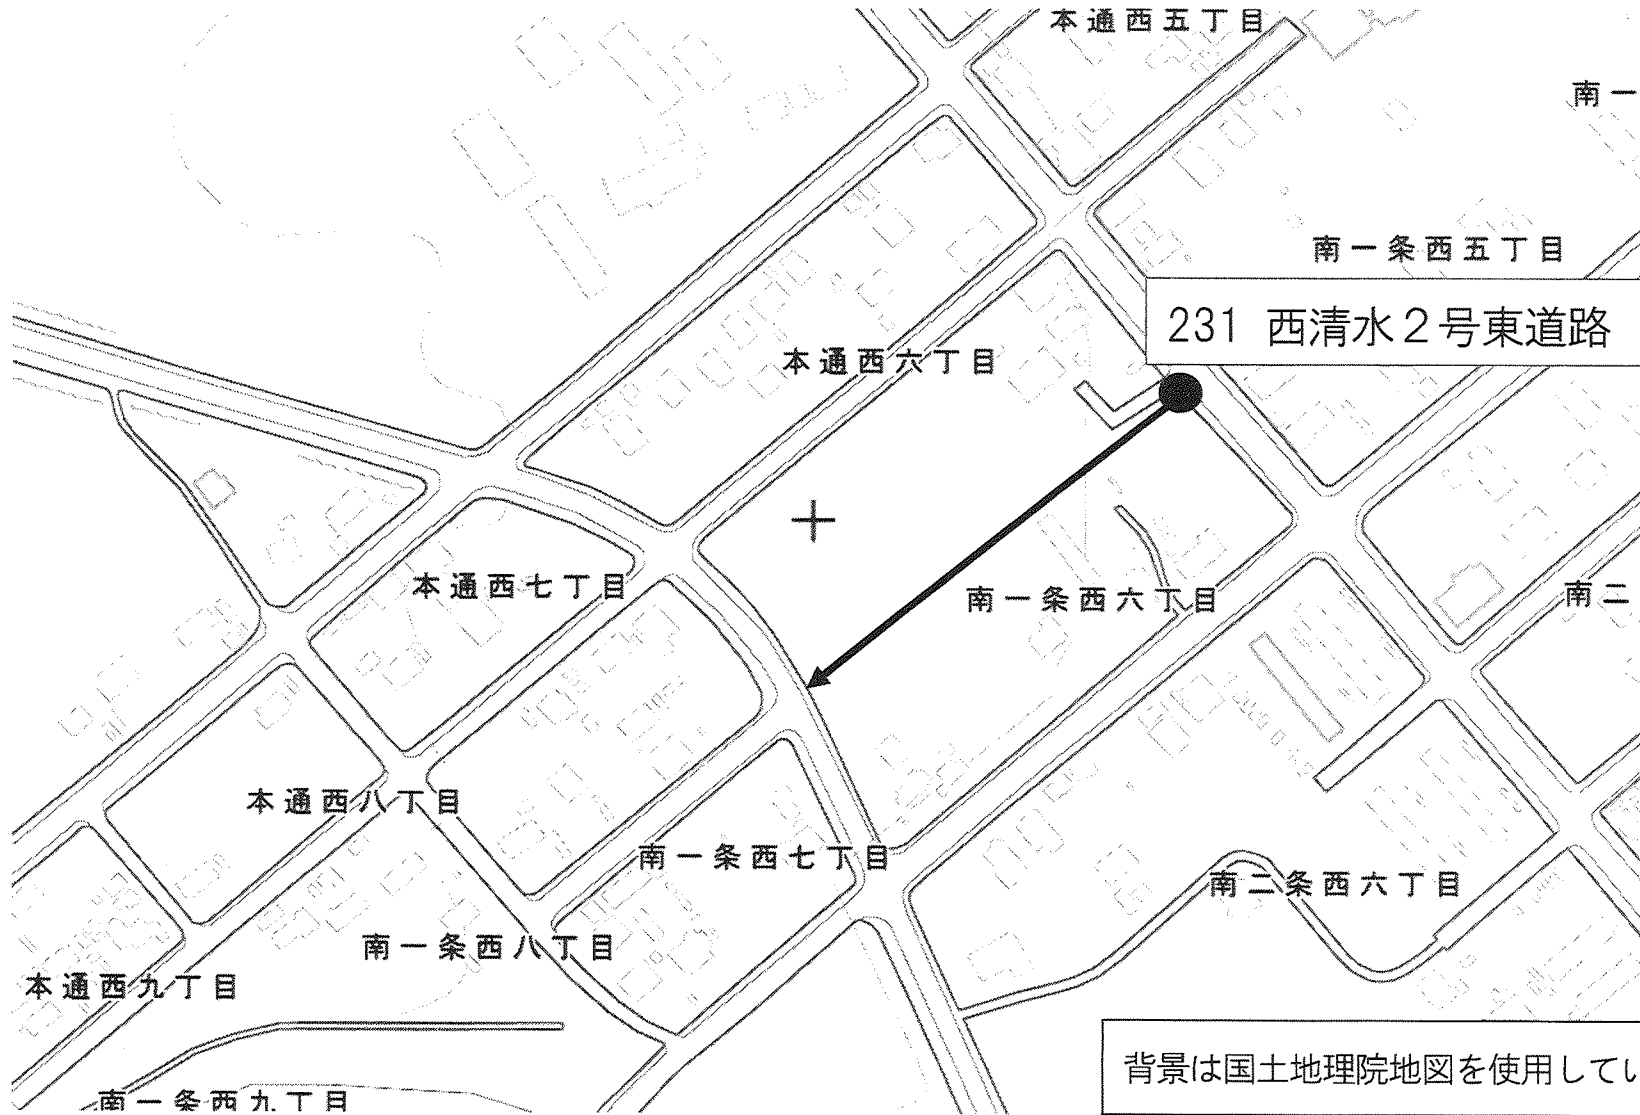 本通西五丁目
南一
南一条西五丁目
231 西清水２号東道路
本通西六丁目
本通西七丁目
南一条西六丁目
南二
本通西八丁目
南一条西七丁目
南二条西六丁目
南一条西八丁目
本通西九丁目
背景は国土地理院地図を使用してい
南一条西九丁目